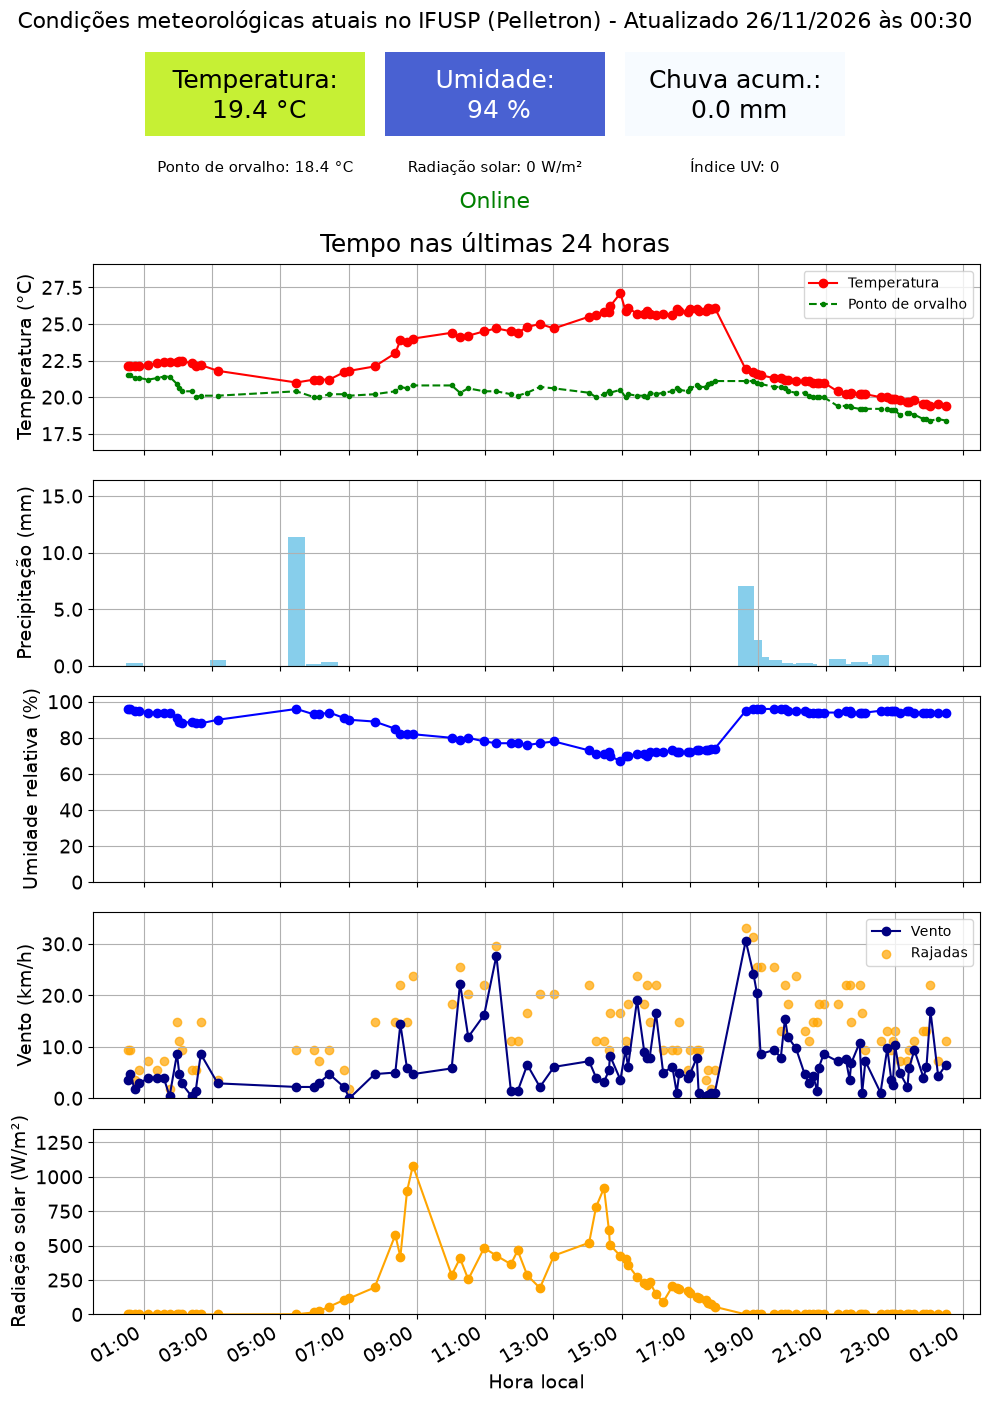 Condições meteorológicas atuais no IFUSP (Pelletron) - Atualizado 26/11/2026 às 00:30
Temperatura:
19.4 °C
Umidade:
94 %
Chuva acum.:
0.0 mm
Ponto de orvalho: 18.4 °C
Radiação solar: 0 W/m²
Índice UV: 0
Online
Tempo nas últimas 24 horas
Temperatura (°C)
27.5
25.0
22.5
20.0
17.5
Temperatura
Ponto de orvalho
Precipitação (mm)
15.0
10.0
5.0
0.0
Umidade relativa (%)
100
80
60
40
20
0
Vento (km/h)
30.0
20.0
10.0
0.0
Vento
Rajadas
Radiação solar (W/m²)
1250
1000
750
500
250
0
01:00
03:00
05:00
07:00
09:00
11:00
13:00
15:00
17:00
19:00
21:00
23:00
01:00
Hora local